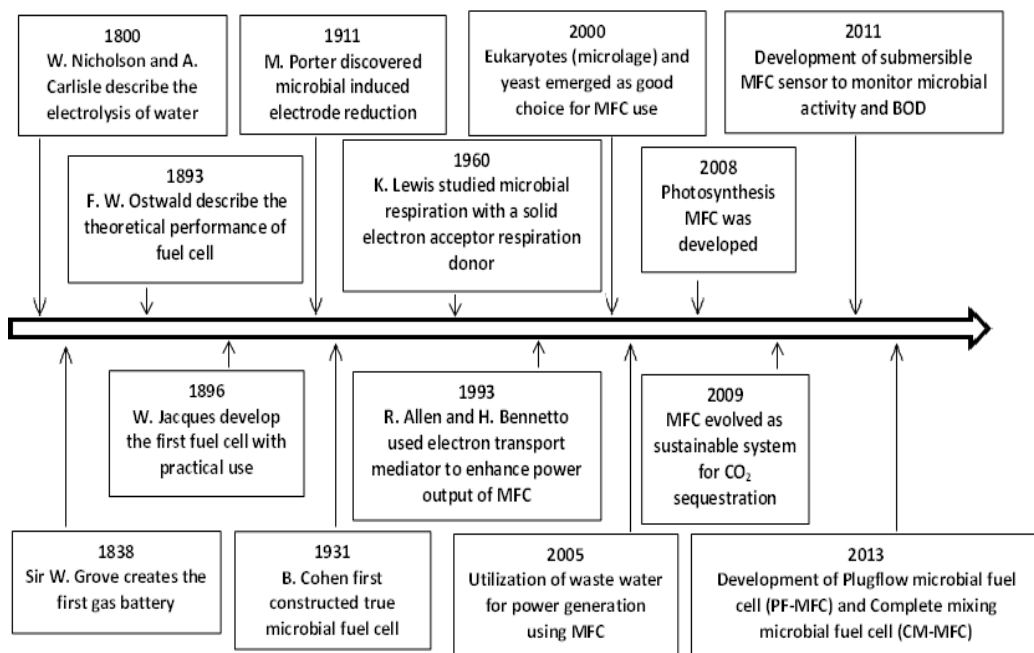 1800
W. Nicholson and A.
Carlisle describe the
electrolysis of water
1911
M. Porter discovered
microbial induced
electrode reduction
2000
Eukaryotes (microlage) and
yeast emerged as good
choice for MFC use
2011
Development of submersible
MFC sensor to monitor microbial
activity and BOD
1893
F. W. Ostwald describe the
theoretical performance of
fuel cell
1960
K. Lewis studied microbial
respiration with a solid
electron acceptor respiration
donor
2008
Photosynthesis
MFC was
developed
1896
W. Jacques develop
the first fuel cell with
practical use
1993
R. Allen and H. Bennetto
used electron transport
mediator to enhance power
output of MFC
2009
MFC evolved as
sustainable system
for CO₂
sequestration
1838
Sir W. Grove creates the
first gas battery
1931
B. Cohen first
constructed true
microbial fuel cell
2005
Utilization of waste water
for power generation
using MFC
2013
Development of Plugflow microbial fuel
cell (PF-MFC) and Complete mixing
microbial fuel cell (CM-MFC)